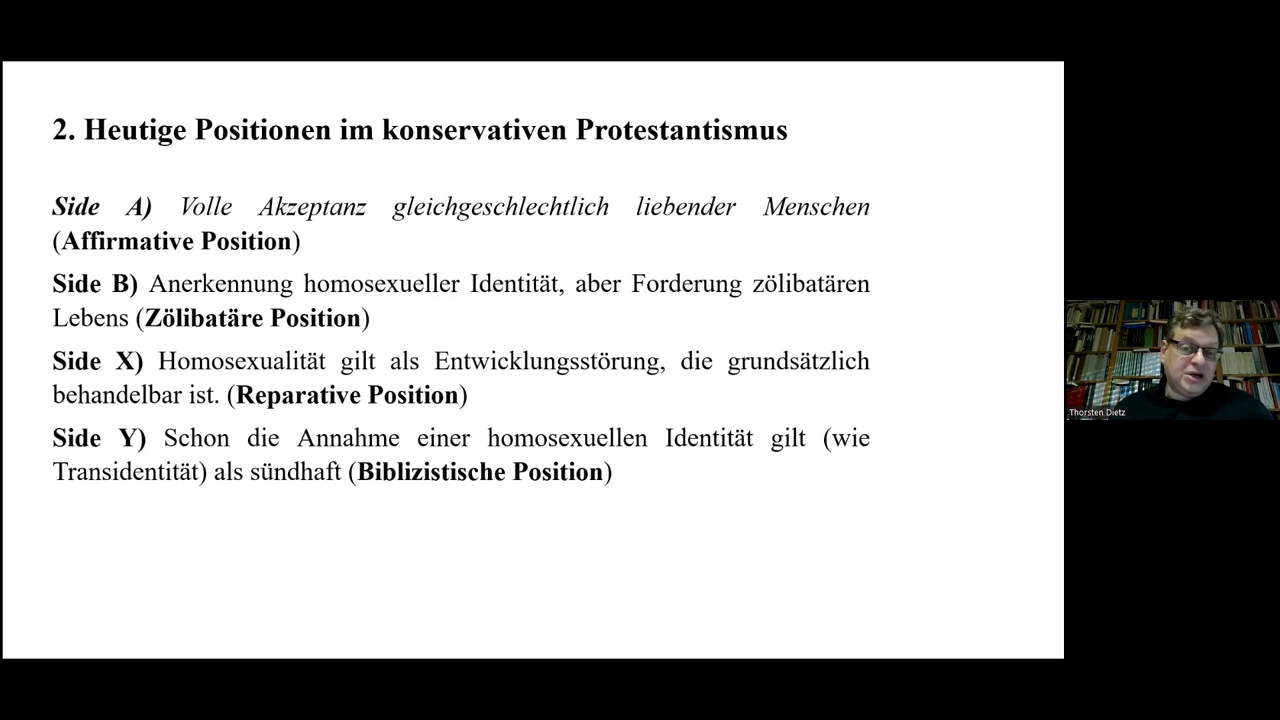 2. Heutige Positionen im konservativen Protestantismus
Side A) Volle Akzeptanz gleichgeschlechtlich liebender Menschen
(Affirmative Position)
Side B) Anerkennung homosexueller Identität, aber Forderung zölibatären
Lebens (Zölibatäre Position)
Side X) Homosexualität gilt als Entwicklungsstörung, die grundsätzlich
behandelbar ist. (Reparative Position)
Side Y) Schon die Annahme einer homosexuellen Identität gilt (wie
Transidentität) als sündhaft (Biblizistische Position)
Thorsten Dietz